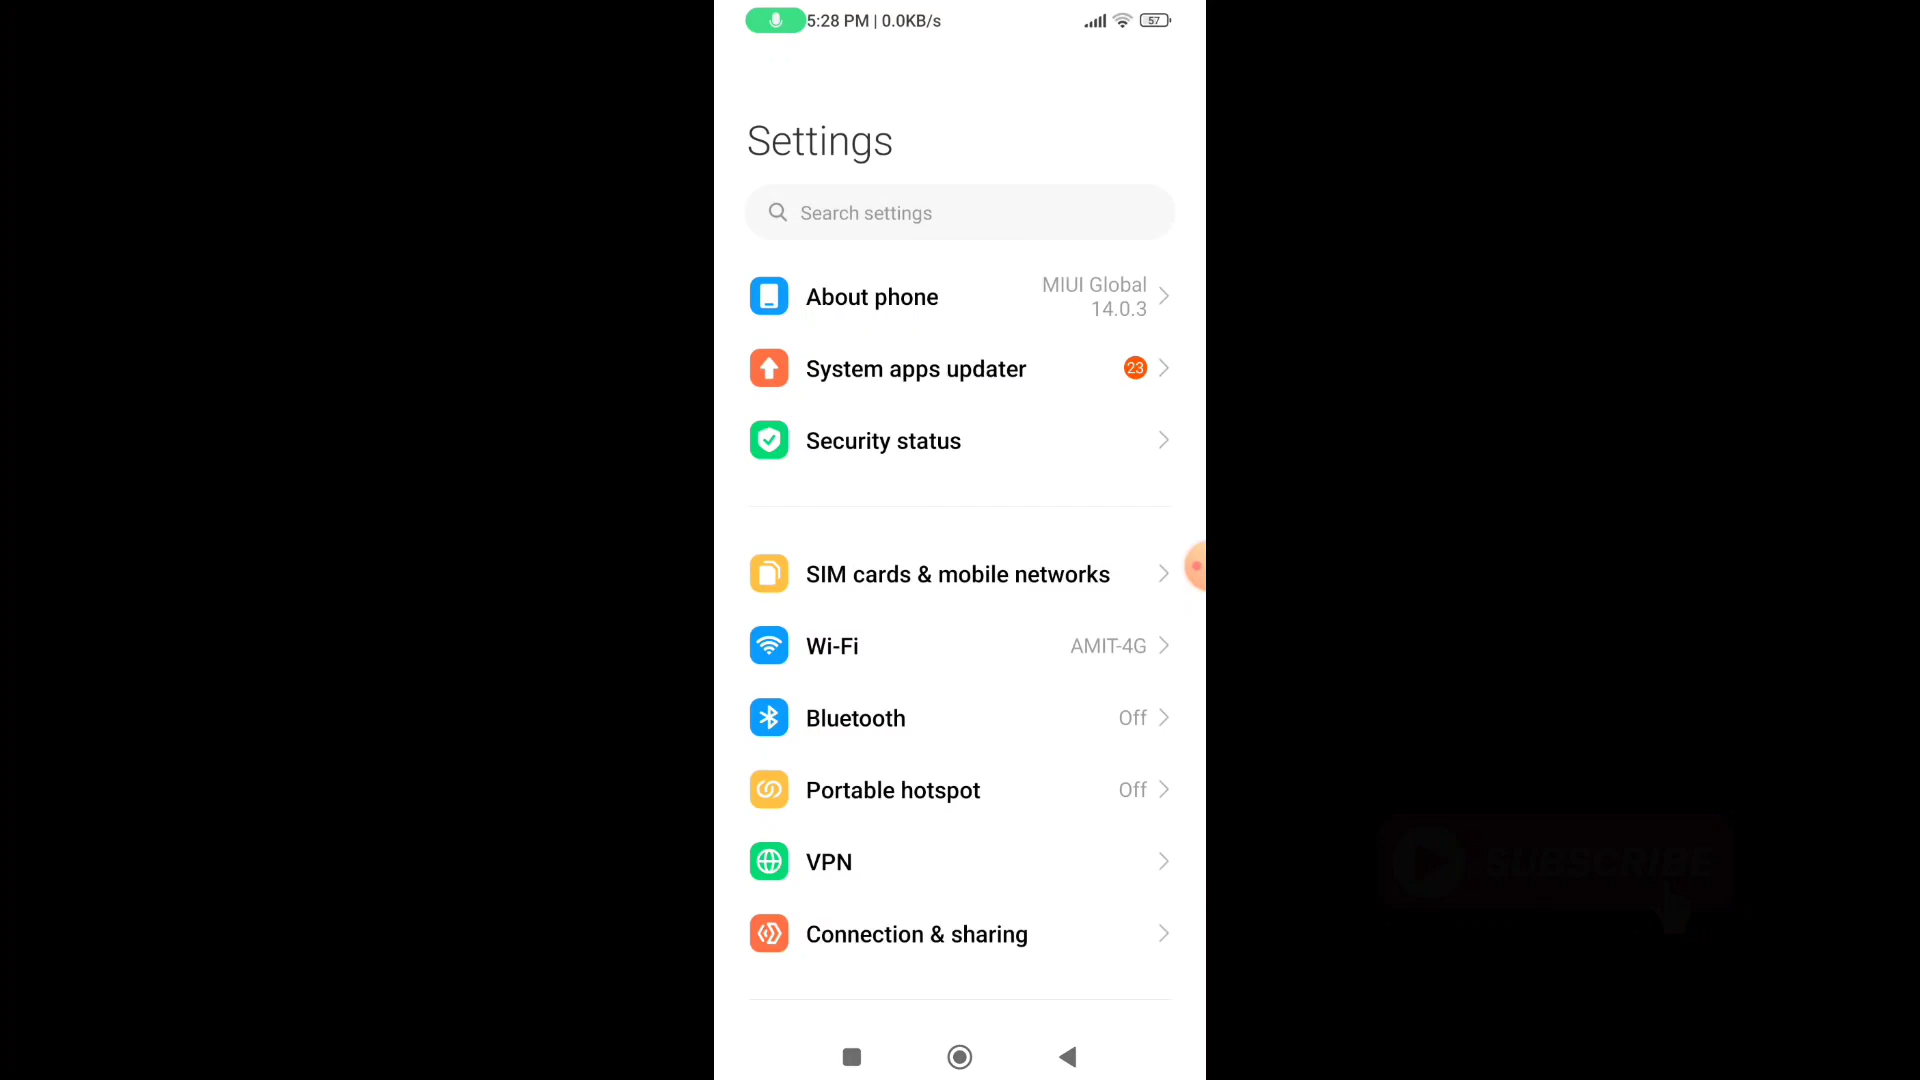 5:28 PM | 0.0KB/s
57
Settings
Search settings
About phone
MIUI Global
14.0.3
System apps updater
23
Security status
SIM cards & mobile networks
Wi-Fi
AMIT-4G
Bluetooth
Off
Portable hotspot
Off
VPN
SUBSCRIBE
Connection & sharing